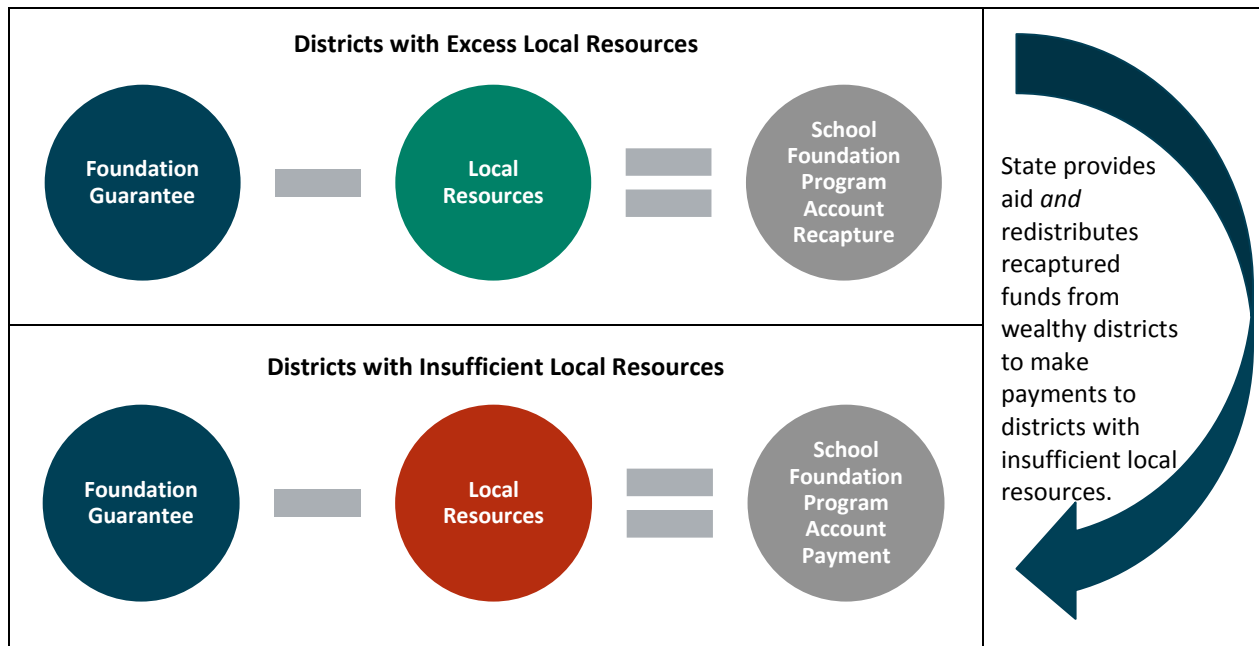 Districts with Excess Local Resources
Foundation
Guarantee
Local
Resources
School
Foundation
Program
Account
Recapture
Districts with Insufficient Local Resources
Foundation
Guarantee
Local
Resources
School
Foundation
Program
Account
Payment
State provides
aid and
redistributes
recaptured
funds from
wealthy districts
to make
payments to
districts with
insufficient local
resources.